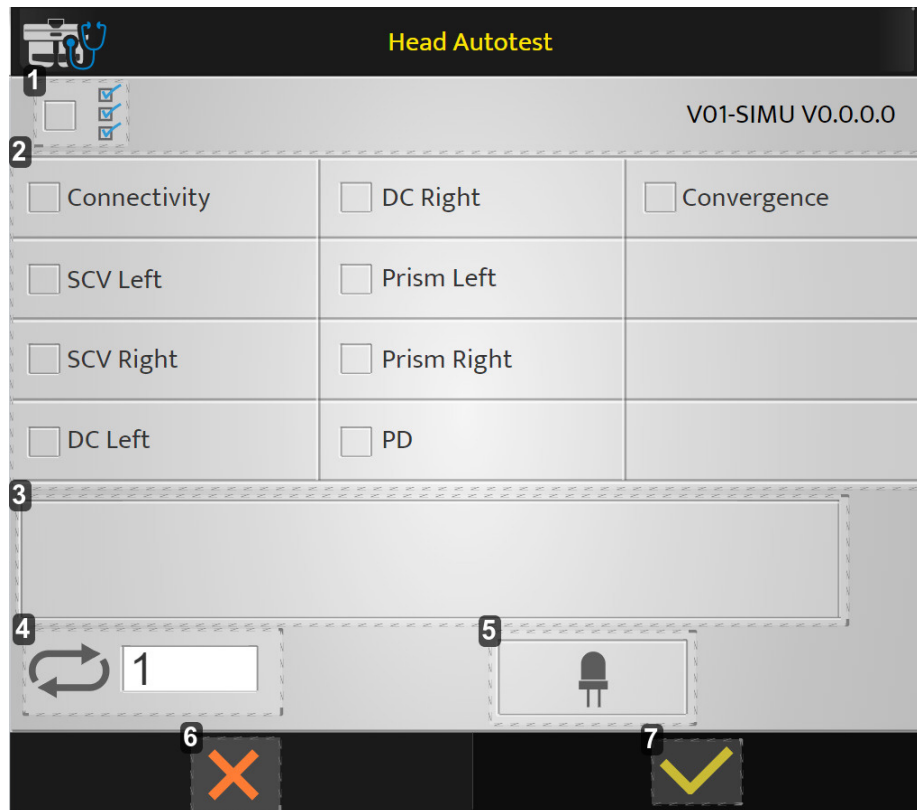 Head Autotest
1
V01-SIMU V0.0.0.0
2
Connectivity DC Right Convergence
SCV Left Prism Left
SCV Right Prism Right
DC Left PD
3
4 5
1
6 7